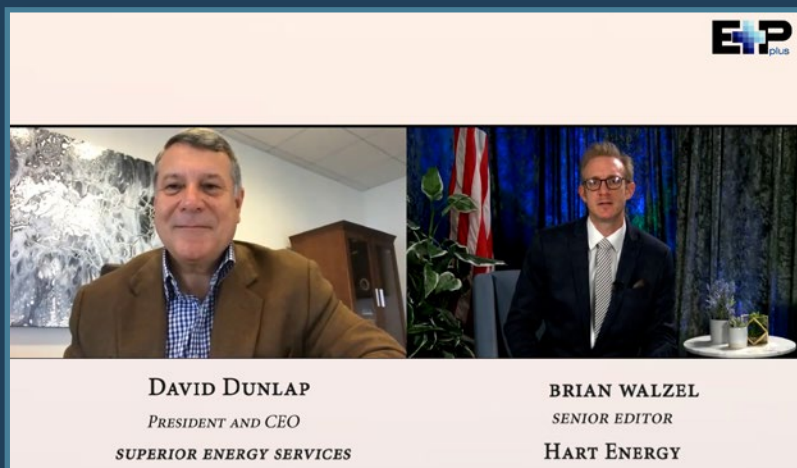 E+P
plus
DAVID DUNLAP
PRESIDENT AND CEO
SUPERIOR ENERGY SERVICES
BRIAN WALZEL
SENIOR EDITOR
HART ENERGY